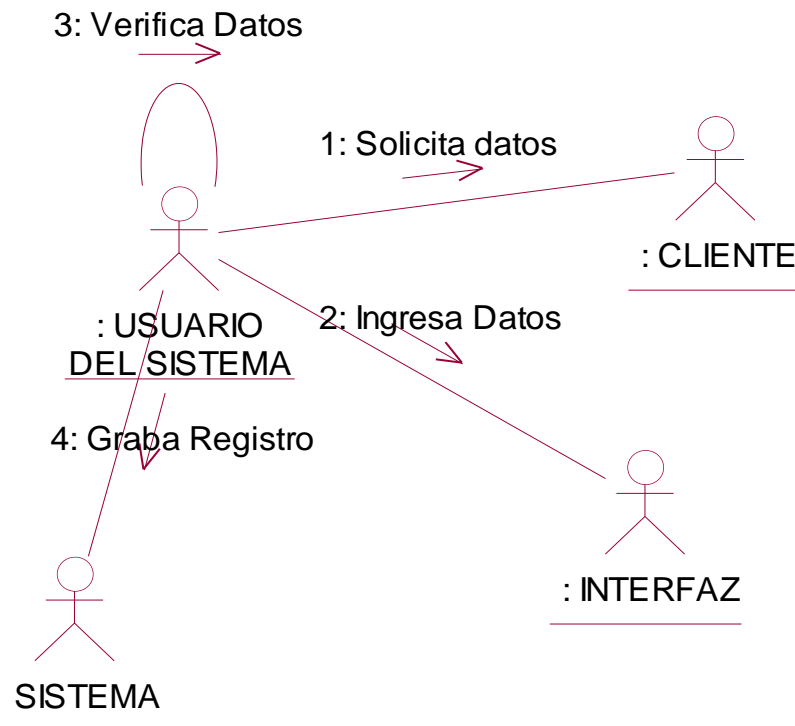 3: Verifica Datos
1: Solicita datos
: CLIENTE
: USUARIO
DEL SISTEMA
2: Ingresa Datos
4: Graba Registro
: INTERFAZ
SISTEMA